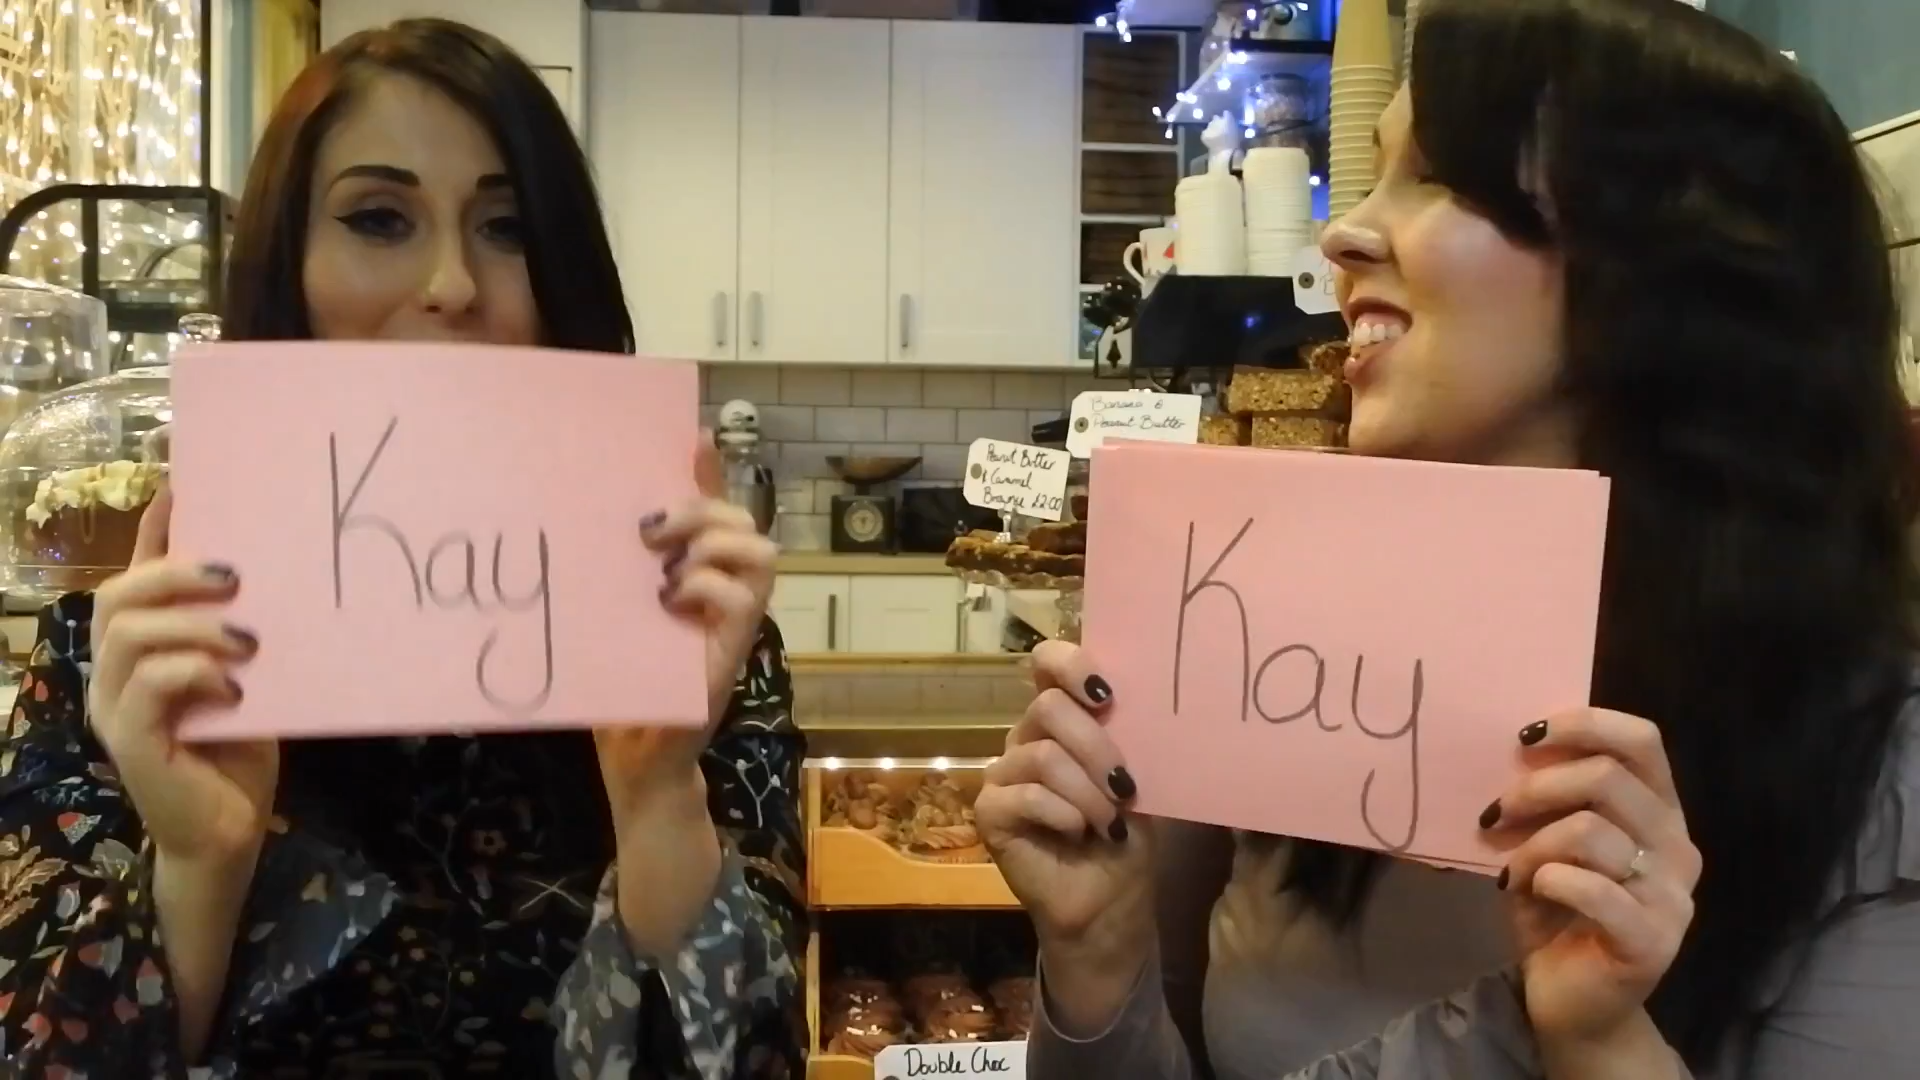 Kay
Kay
Banana &
Peanut Butter
Peanut Butter
& Caramel
Brownie £2.00
B
Double Choc